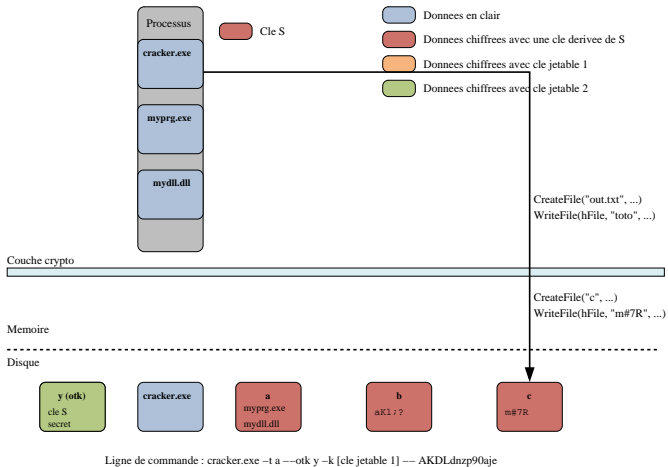 Processus
cracker.exe
myprg.exe
mydll.dll
Cle S
Donnees en clair
Donnees chiffrees avec une cle derivee de S
Donnees chiffrees avec cle jetable 1
Donnees chiffrees avec cle jetable 2
CreateFile("out.txt", ...)
WriteFile(hFile, "toto", ...)
Couche crypto
CreateFile("c", ...)
WriteFile(hFile, "m#7R", ...)
Memoire
Disque
y (otk)
cle S
secret
cracker.exe
a
myprg.exe
mydll.dll
b
aKl;?
c
m#7R
Ligne de commande : cracker.exe −t a −−otk y −k [cle jetable 1] −− AKDLdnzp90aje